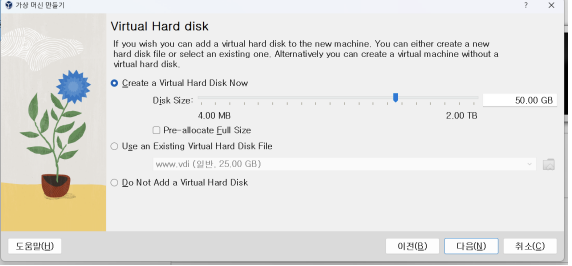 가상 머신 만들기
? ×
Virtual Hard disk
If you wish you can add a virtual hard disk to the new machine. You can either create a new
hard disk file or select an existing one. Alternatively you can create a virtual machine without a
virtual hard disk.
Create a Virtual Hard Disk Now
Disk Size: 50.00 GB
4.00 MB 2.00 TB
Pre-allocate Full Size
Use an Existing Virtual Hard Disk File
www.vdi (일반, 25.00 GB)
Do Not Add a Virtual Hard Disk
도움말(H) 이전(B) 다음(N) 취소(C)